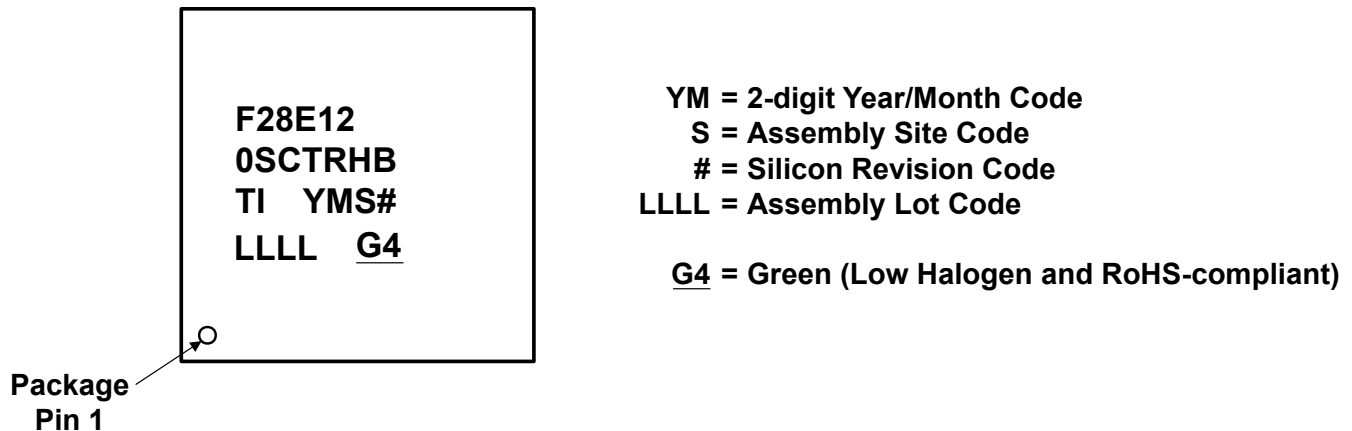 F28E12
0SCTRHB
TI YMS#
LLLL G4
Package
Pin 1
YM = 2-digit Year/Month Code
S = Assembly Site Code
# = Silicon Revision Code
LLLL = Assembly Lot Code
G4 = Green (Low Halogen and RoHS-compliant)